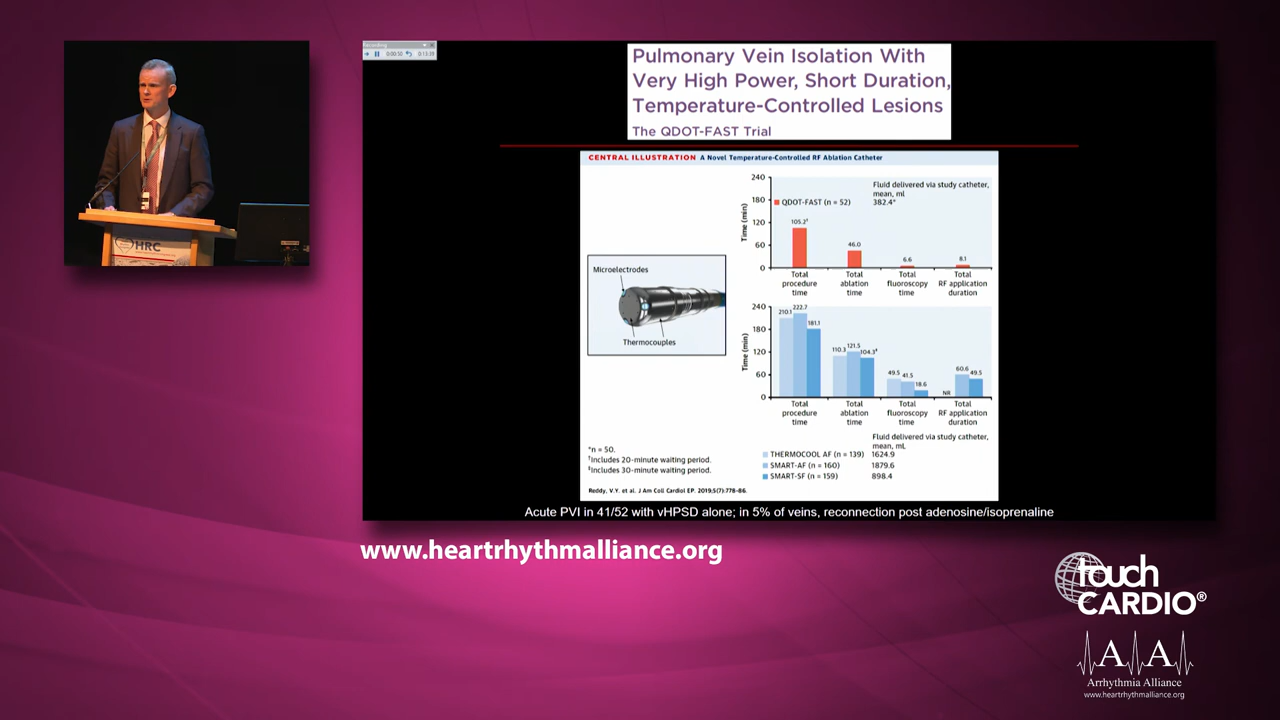 Recording
0:00:50
0:13:39
Pulmonary Vein Isolation With
Very High Power, Short Duration,
Temperature-Controlled Lesions
The QDOT-FAST Trial
CENTRAL ILLUSTRATION A Novel Temperature-Controlled RF Ablation Catheter
Microelectrodes
Thermocouples
Time (min)
240
180
120
60
0
QDOT-FAST (n = 52)
Fluid delivered via study catheter,
mean, ml
382.4*
105.2†
46.0
6.6
8.1
Total
procedure
time
Total
ablation
time
Total
fluoroscopy
time
Total
RF application
duration
Time (min)
240
180
120
60
0
210.1
222.7
181.1
110.3
121.5
104.3‡
49.5
41.5
18.6
NR
60.6
49.5
Total
procedure
time
Total
ablation
time
Total
fluoroscopy
time
Total
RF application
duration
Fluid delivered via study catheter,
mean, mL
THERMOCOOL AF (n = 139) 1624.9
SMART-AF (n = 160) 1879.6
SMART-SF (n = 159) 898.4
*n = 50.
†Includes 20-minute waiting period.
‡Includes 30-minute waiting period.
Reddy, V.Y. et al. J Am Coll Cardiol EP. 2019;5(7):778-86.
Acute PVI in 41/52 with vHPSD alone; in 5% of veins, reconnection post adenosine/isoprenaline
HRC
www.heartrhythmalliance.org
touch
CARDIO®
A A
Arrhythmia Alliance
www.heartrhythmalliance.org